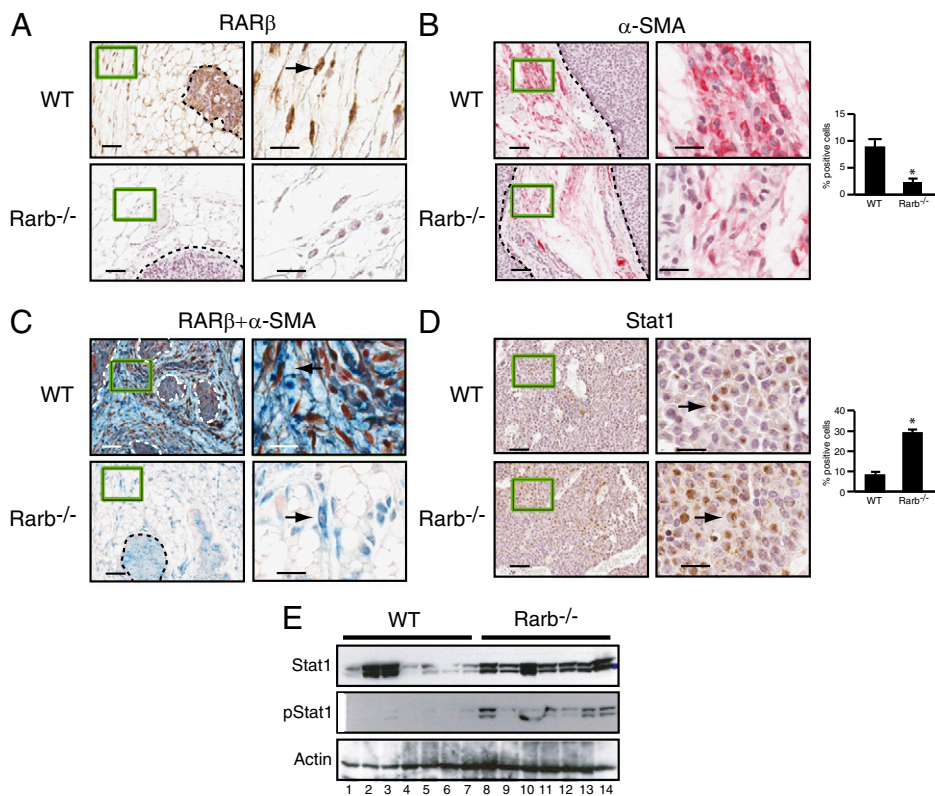 A
RARβ
WT
Rarb-/-
B
α-SMA
WT
Rarb-/-
% positive cells
15
10
5
0
WT
*
Rarb-/-
C
RARβ+α-SMA
WT
Rarb-/-
D
Stat1
WT
Rarb-/-
% positive cells
40
30
20
10
0
WT
*
Rarb-/-
E
WT
Rarb-/-
Stat1
pStat1
Actin
1 2 3 4 5 6 7 8 9 10 11 12 13 14